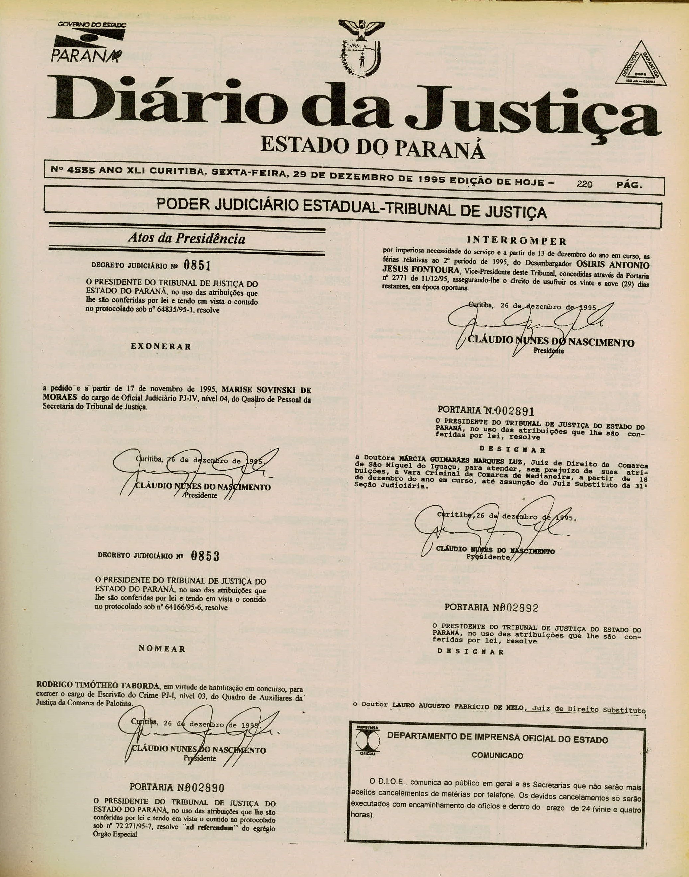 GOVERNO DO ESTADO
PARANÁ
Diário da Justiça
ESTADO DO PARANÁ
Nº 4555 ANO XLI CURITIBA, SEXTA-FEIRA, 29 DE DEZEMBRO DE 1995 EDIÇÃO DE HOJE - 220 PÁG.
PODER JUDICIÁRIO ESTADUAL-TRIBUNAL DE JUSTIÇA
Atos da Presidência
DECRETO JUDICIÁRIO Nº 0851
O PRESIDENTE DO TRIBUNAL DE JUSTIÇA DO
ESTADO DO PARANÁ, no uso das atribuições que
lhe são conferidas por lei e tendo em vista o contido
no protocolado sob nº 64835/95-1, resolve
EXONERAR
a pedido e a partir de 17 de novembro de 1995, MARISE SOVINSKI DE
MORAES do cargo de Oficial Judiciário PJ-IV, nível 04, do Quadro de Pessoal da
Secretaria do Tribunal de Justiça.
Curitiba, 26 de dezembro de 1995.
CLÁUDIO NUNES DO NASCIMENTO
Presidente
DECRETO JUDICIÁRIO Nº 0853
O PRESIDENTE DO TRIBUNAL DE JUSTIÇA DO
ESTADO DO PARANÁ, no uso das atribuições que
lhe são conferidas por lei e tendo em vista o contido
no protocolado sob nº 64166/95-6, resolve
NOMEAR
RODRIGO TIMÓTHEO TABORDA, em virtude de habilitação em concurso, para
exercer o cargo de Escrivão do Crime PJ-I, nível 03, do Quadro de Auxiliares da
Justiça da Comarca de Palotina.
Curitiba, 26 de dezembro de 1995
CLÁUDIO NUNES DO NASCIMENTO
Presidente
PORTARIA Nº002890
O PRESIDENTE DO TRIBUNAL DE JUSTIÇA DO
ESTADO DO PARANÁ, no uso das atribuições que lhe são
conferidas por lei e tendo em vista o contido no protocolado
sob nº 72 271/95-7, resolve "ad referendum" do egrégio
Órgão Especial
INTERROMPER
por imperiosa necessidade do serviço e a partir de 13 de dezembro do ano em curso, as
férias relativas ao 2º período de 1995, do Desembargador OSIRIS ANTONIO
JESUS FONTOURA, Vice-Presidente deste Tribunal, concedidas através da Portaria
nº 2771 de 11/12/95, assegurando-lhe o direito de usufruir os vinte e nove (29) dias
restantes, em época oportuna
Curitiba, 26 de dezembro de 1995.
CLÁUDIO NUNES DO NASCIMENTO
Presidente
PORTARIA N.002891
O PRESIDENTE DO TRIBUNAL DE JUSTIÇA DO ESTADO DO
PARANÁ, no uso das atribuições que lhe são con-
feridas por lei, resolve
DESIGNAR
a Doutora MÁRCIA GUIMARÃES MARQUES LUZ, Juiz de Direito da Comarca
de São Miguel do Iguaçu, para atender, sem prejuízo de suas atri-
buições, a Vara Criminal da Comarca de Medianeira, a partir de 18
de dezembro do ano em curso, até assunção do Juiz Substituto da 31ª
Seção Judiciária.
Curitiba, 26 de dezembro de 1995.
CLÁUDIO NUNES DO NASCIMENTO
Presidente
PORTARIA Nº002892
O PRESIDENTE DO TRIBUNAL DE JUSTIÇA DO ESTADO DO
PARANÁ, no uso das atribuições que lhe são con-
feridas por lei, resolve
DESIGNAR
o Doutor LAURO AUGUSTO FABRÍCIO DE MELO, Juiz de Direito Substituto
DEPARTAMENTO DE IMPRENSA OFICIAL DO ESTADO
COMUNICADO
O D.I.O.E. comunica ao público em geral e as Secretarias que não serão mais
aceitos cancelamentos de matérias por telefone. Os devidos cancelamentos só serão
executados com encaminhamento de ofícios e dentro do prazo de 24 (vinte e quatro
horas)